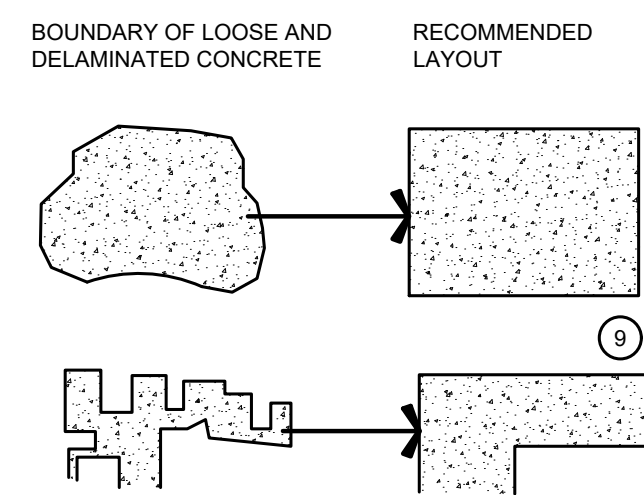 BOUNDARY OF LOOSE AND
DELAMINATED CONCRETE
RECOMMENDED
LAYOUT
9